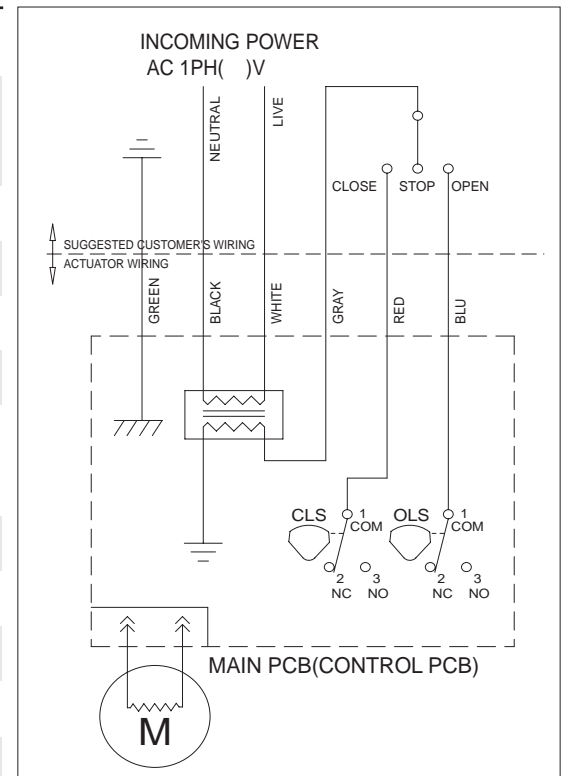 INCOMING POWER
AC 1PH( )V
NEUTRAL
LIVE
CLOSE STOP OPEN
SUGGESTED CUSTOMER'S WIRING
ACTUATOR WIRING
GREEN
BLACK
WHITE
GRAY
RED
BLU
CLS 1 OLS 1
COM COM
2 3 2 3
NC NO NC NO
MAIN PCB(CONTROL PCB)
M